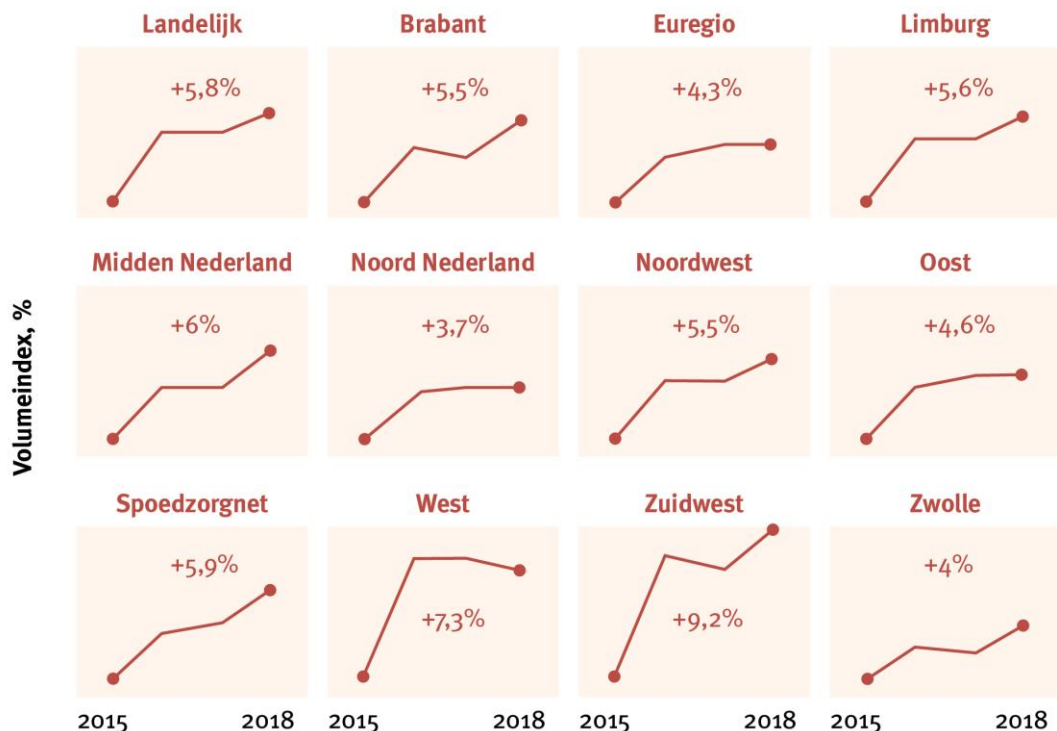 Landelijk
Brabant
Euregio
Limburg
+5,8%
+5,5%
+4,3%
+5,6%
Midden Nederland
Noord Nederland
Noordwest
Oost
+6%
+3,7%
+5,5%
+4,6%
Volumeindex, %
Spoedzorgnet
West
Zuidwest
Zwolle
+5,9%
+7,3%
+9,2%
+4%
2015 2018
2015 2018
2015 2018
2015 2018